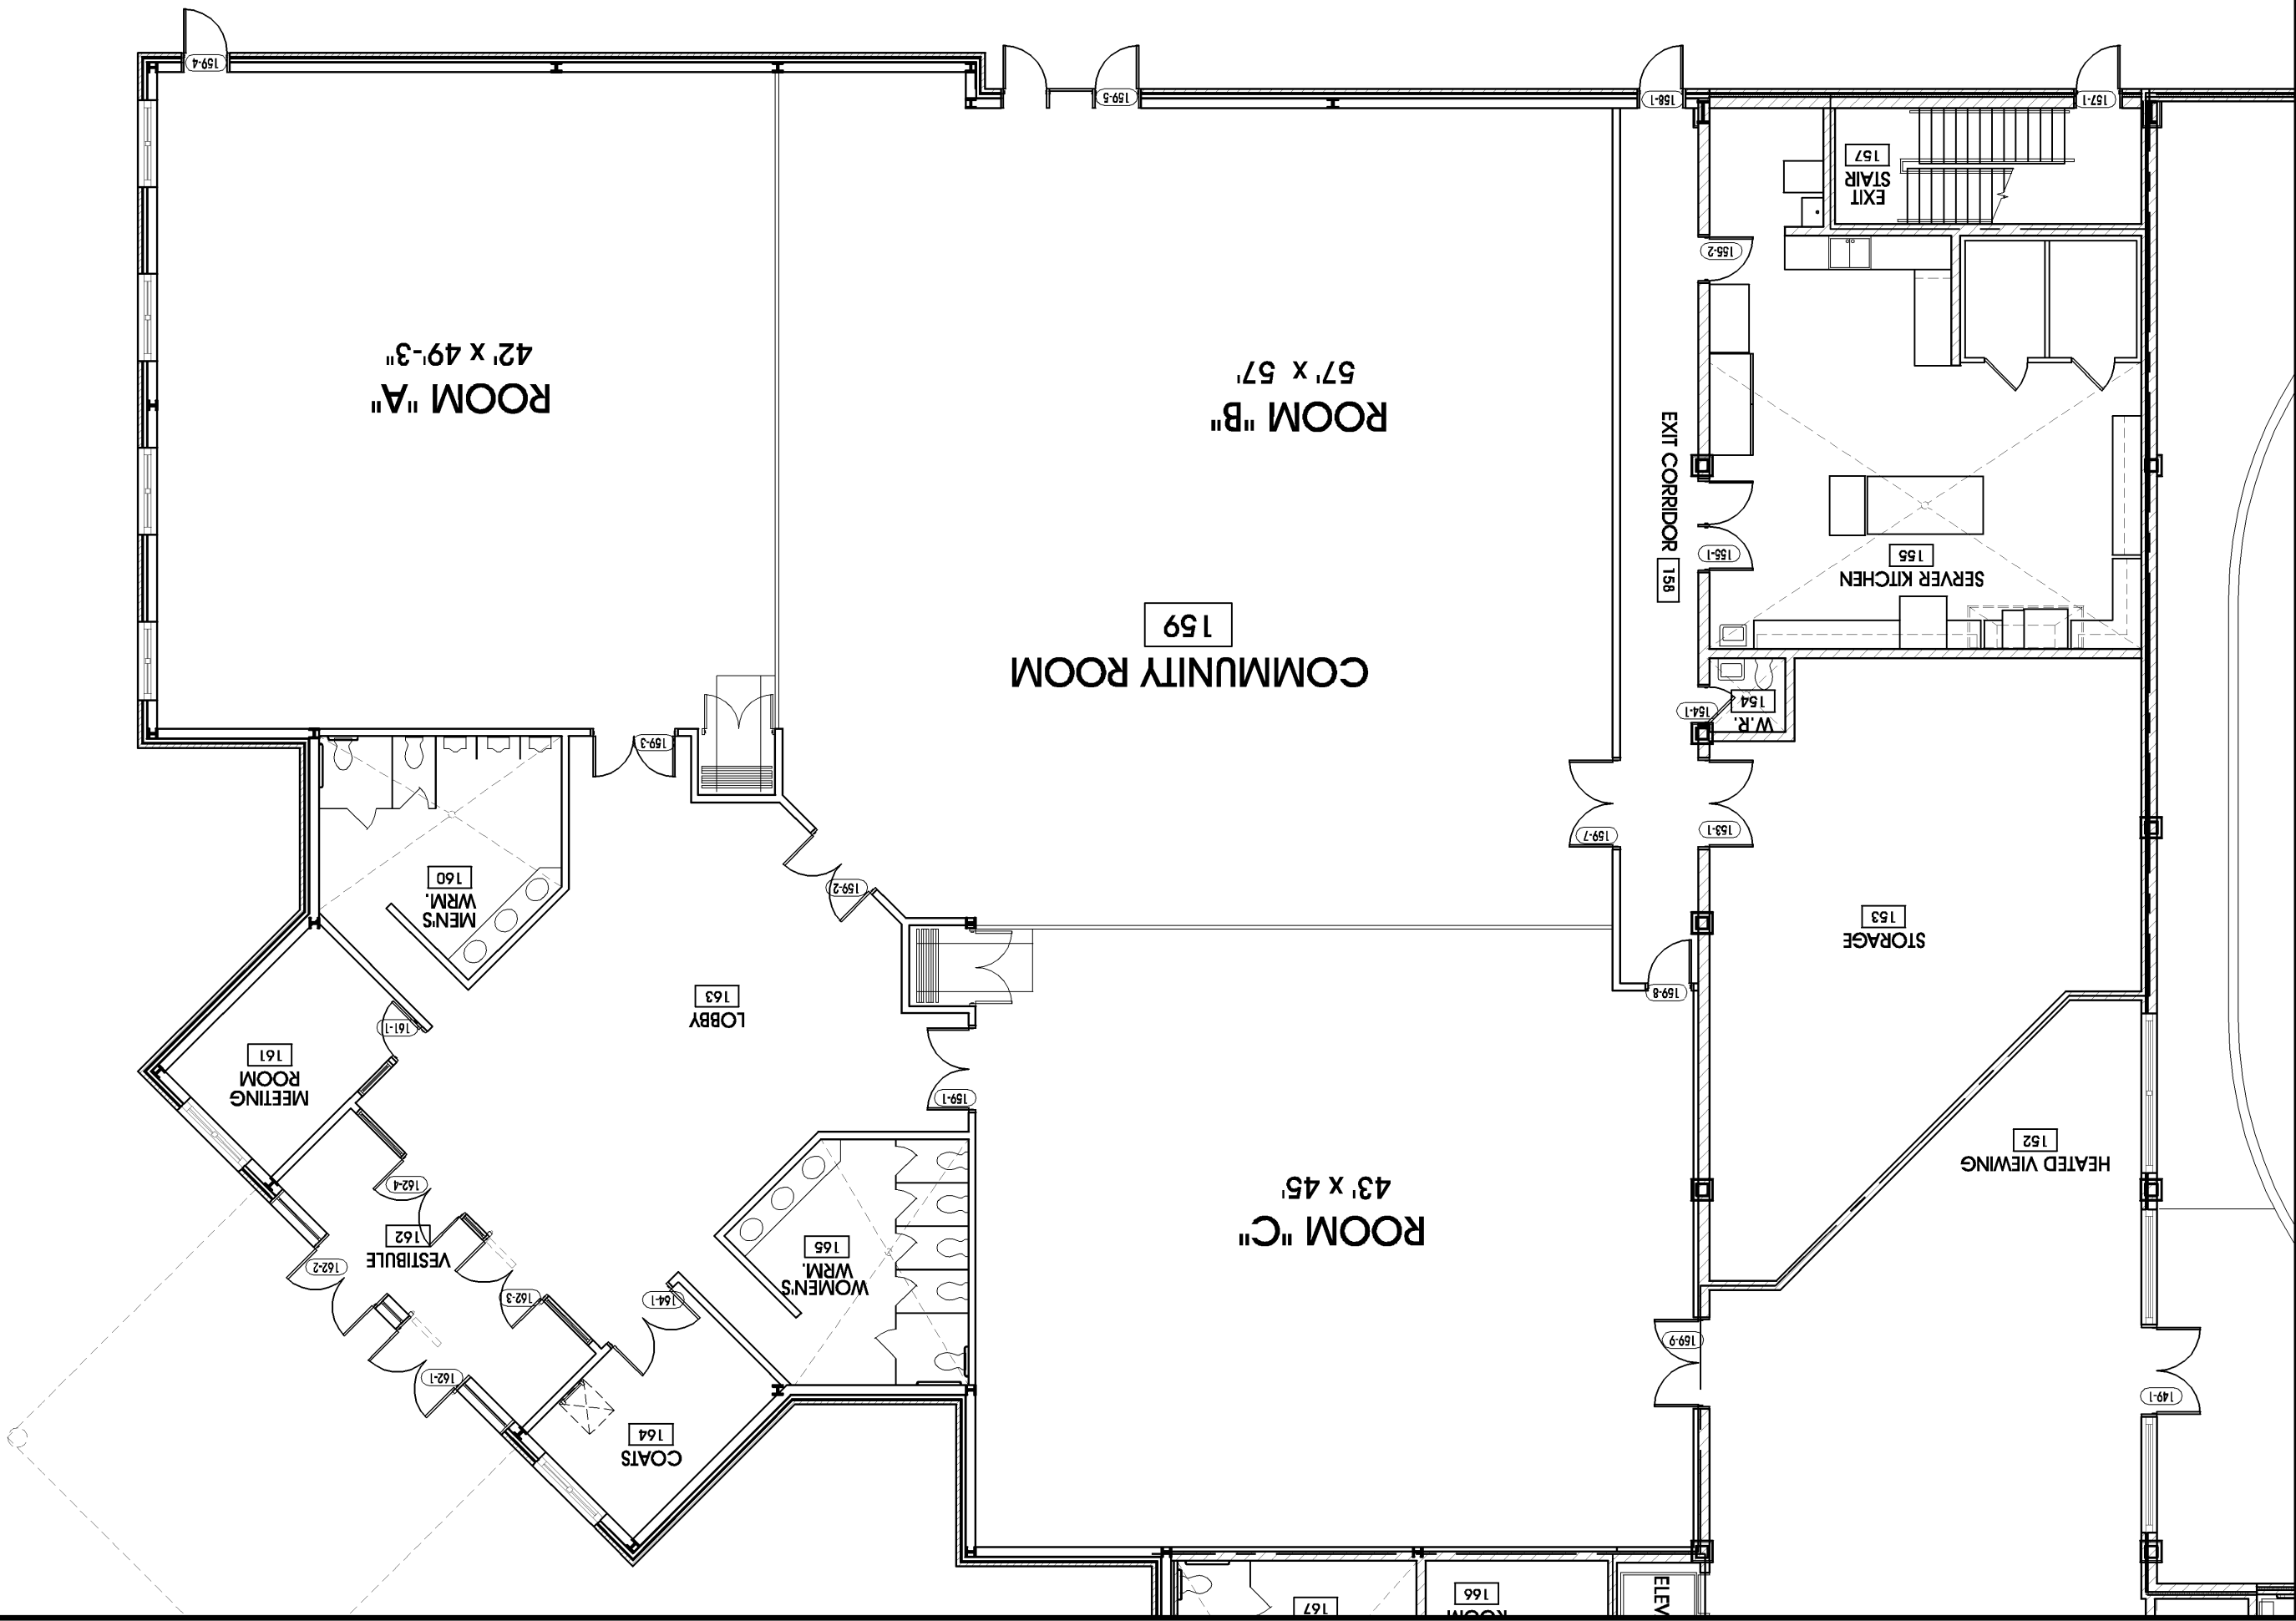 ELEV
ROOM
166
167
149-1
159-9
COATS
164
162-1
164-1
162-3
162-2
VESTIBULE
162
162-4
WOMEN'S
WRM.
165
ROOM "C"
43' x 45'
HEATED VIEWING
152
159-1
MEETING
ROOM
161
161-1
LOBBY
163
159-8
STORAGE
153
MEN'S
WRM.
160
159-2
153-1
159-7
159-3
W.R.
154
154-1
COMMUNITY ROOM
159
SERVER KITCHEN
155
155-1
EXIT CORRIDOR 158
ROOM "B"
57' x 57'
ROOM "A"
42' x 49'-3"
155-2
EXIT
STAIR
157
157-1
158-1
159-5
159-4